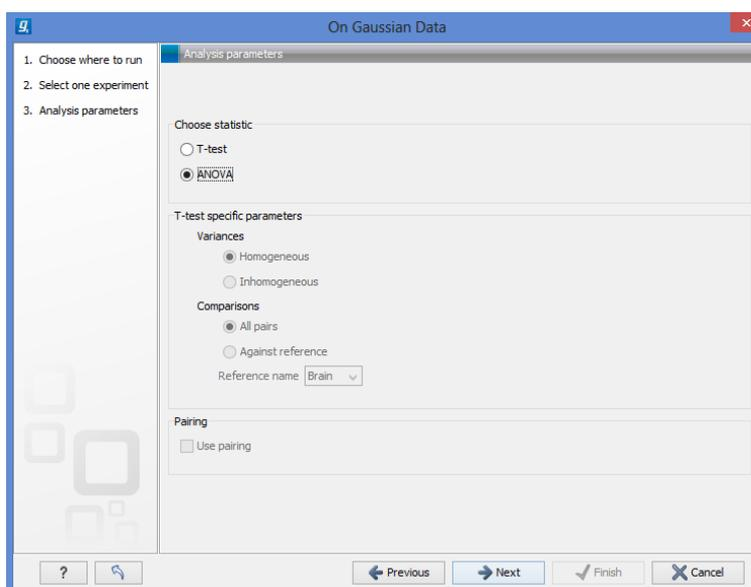 On Gaussian Data
1. Choose where to run
2. Select one experiment
3. Analysis parameters
Analysis parameters
Choose statistic
T-test
ANOVA
T-test specific parameters
Variances
Homogeneous
Inhomogeneous
Comparisons
All pairs
Against reference
Reference name Brain
Pairing
Use pairing
? Previous Next Finish Cancel